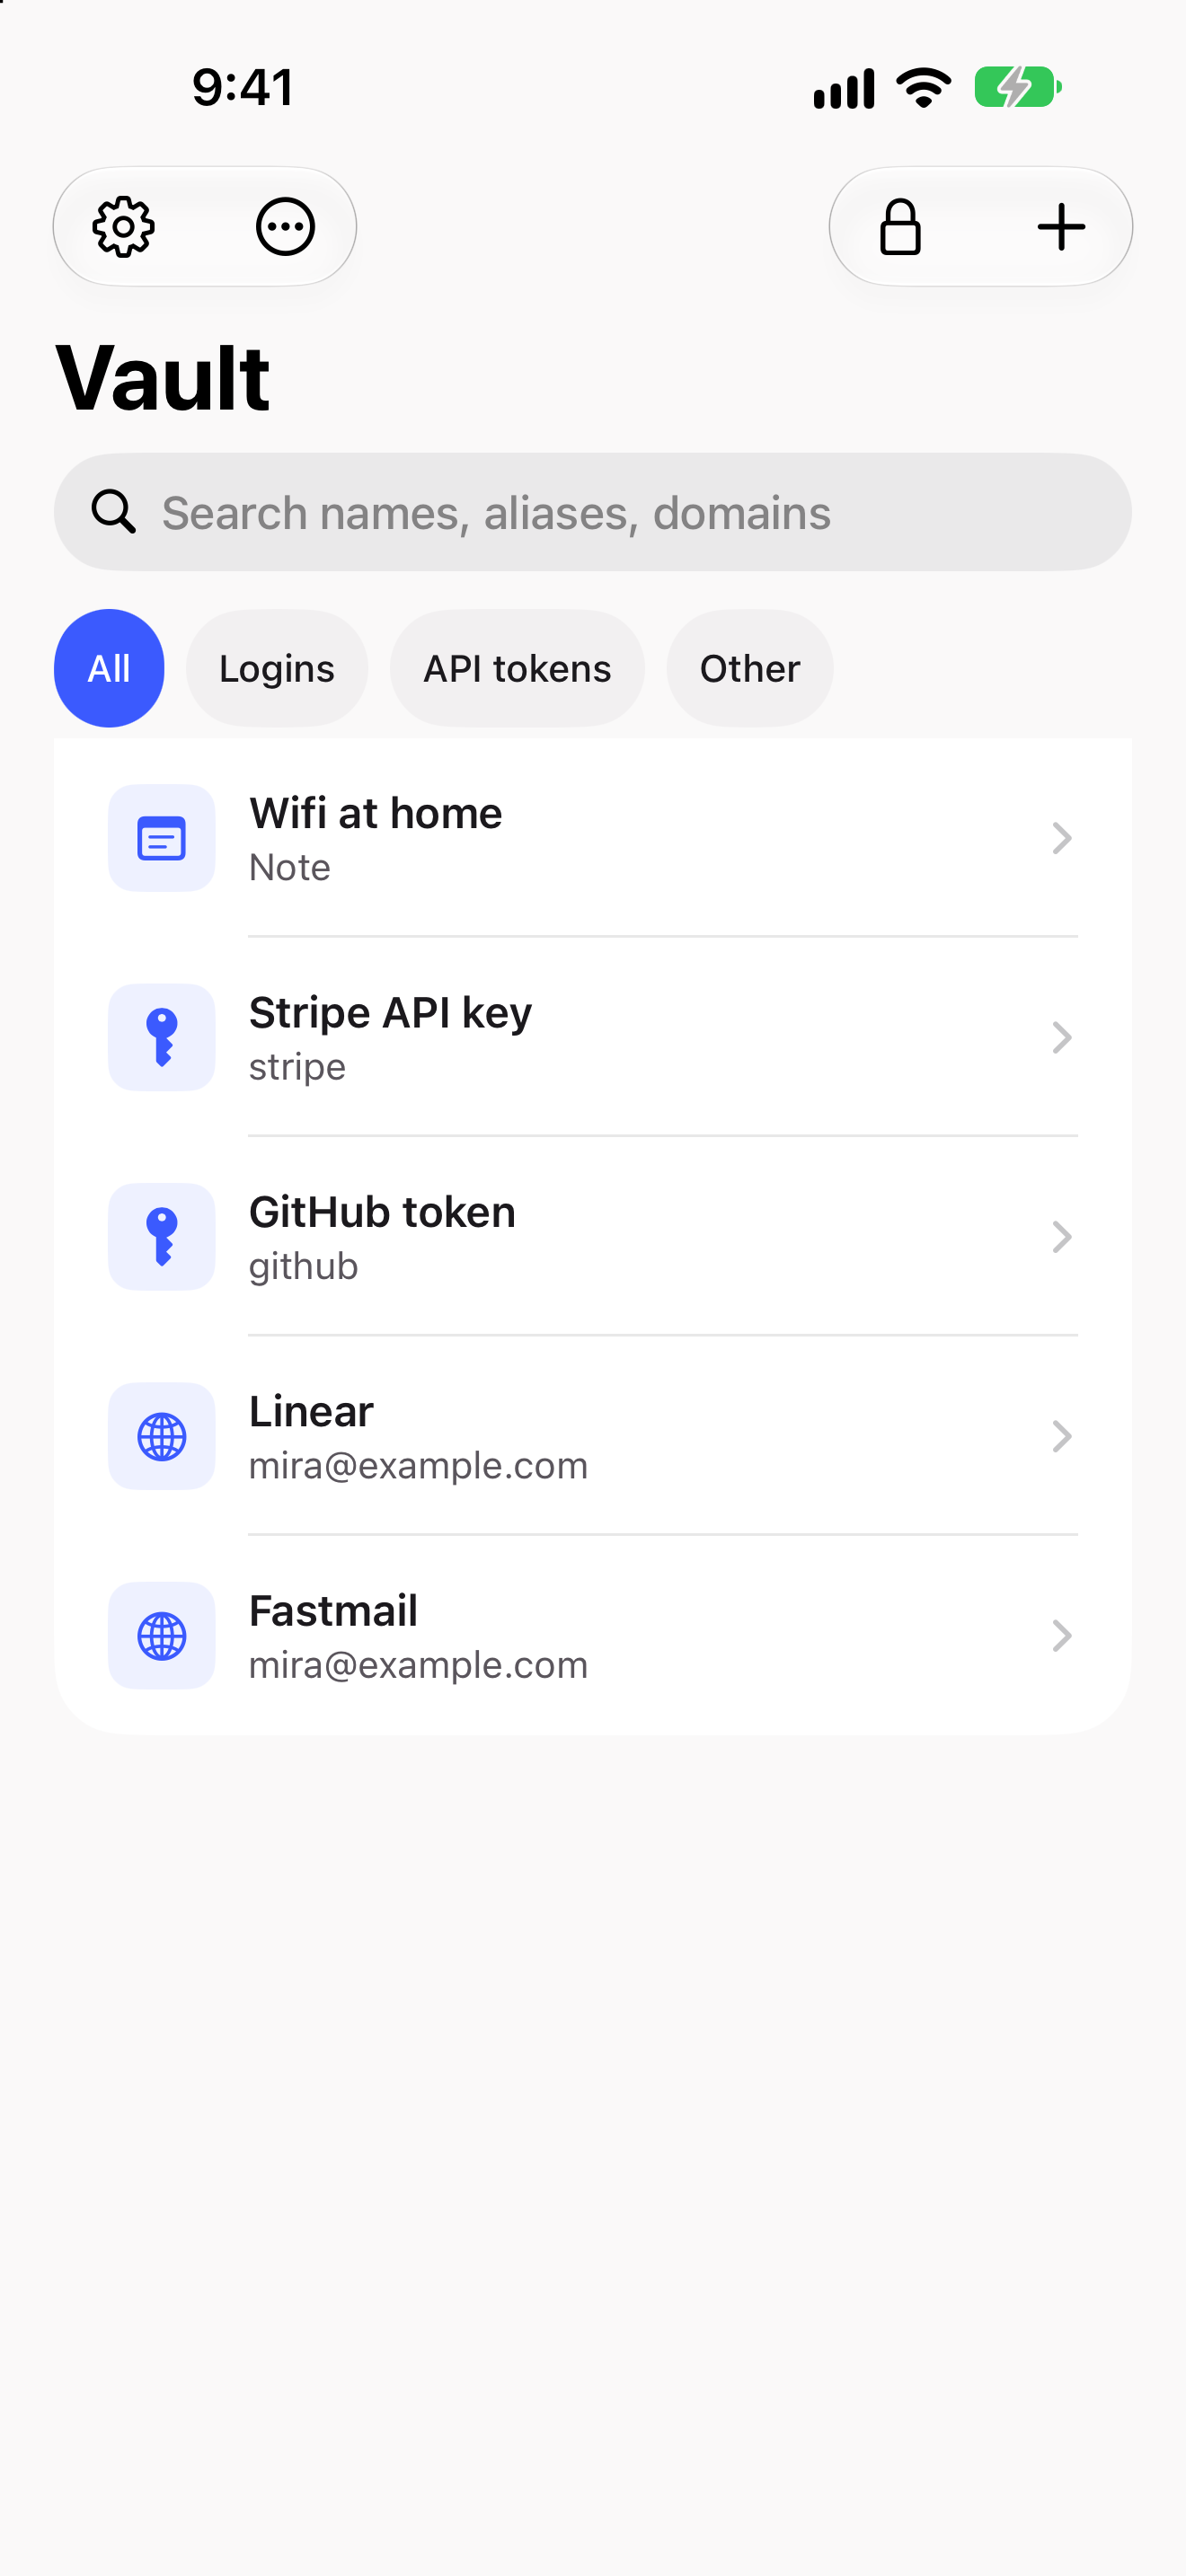 9:41
Vault
Search names, aliases, domains
All Logins API tokens Other
Wifi at home
Note
Stripe API key
stripe
GitHub token
github
Linear
mira@example.com
Fastmail
mira@example.com